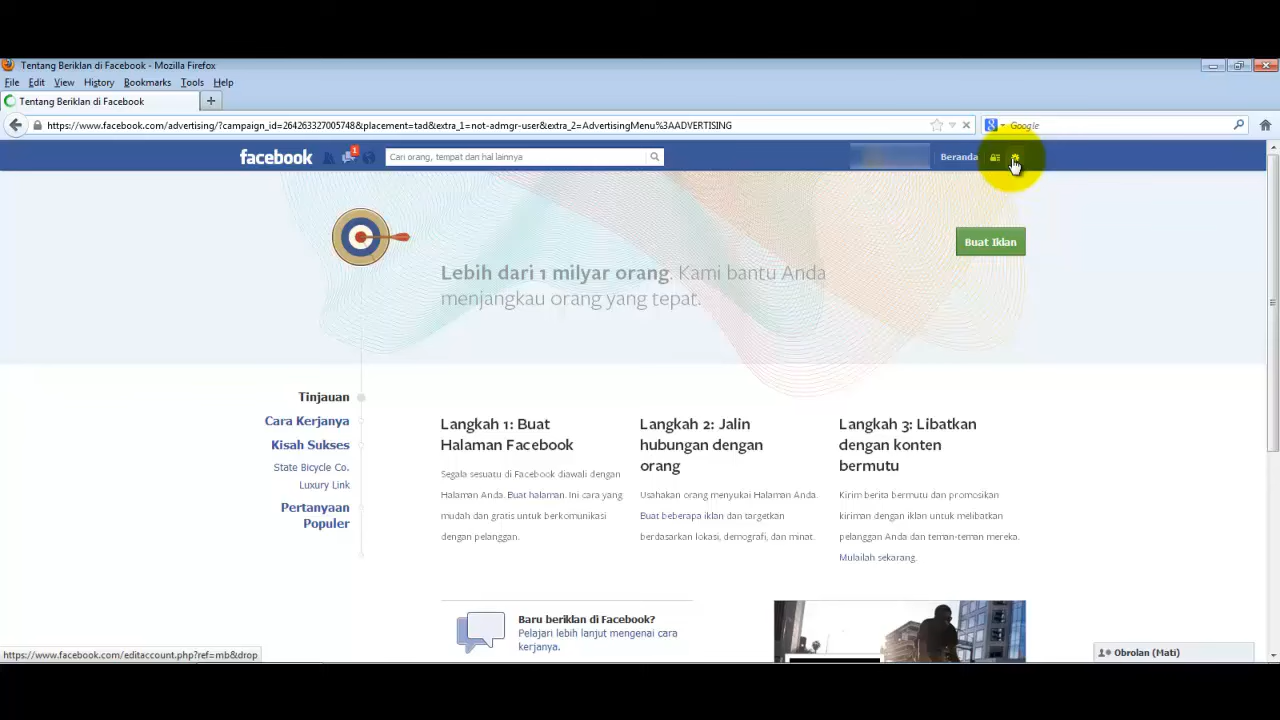 Tentang Beriklan di Facebook - Mozilla Firefox
File Edit View History Bookmarks Tools Help
Tentang Beriklan di Facebook
https://www.facebook.com/advertising/?campaign_id=264263327005748&placement=tad&extra_1=not-admgr-user&extra_2=AdvertisingMenu%3AADVERTISING
Google
facebook
1
Cari orang, tempat dan hal lainnya
Beranda
Buat Iklan
Lebih dari 1 milyar orang. Kami bantu Anda
menjangkau orang yang tepat.
Tinjauan
Cara Kerjanya
Kisah Sukses
State Bicycle Co.
Luxury Link
Pertanyaan
Populer
Langkah 1: Buat
Halaman Facebook
Segala sesuatu di Facebook diawali dengan
Halaman Anda. Buat halaman. Ini cara yang
mudah dan gratis untuk berkomunikasi
dengan pelanggan.
Langkah 2: Jalin
hubungan dengan
orang
Usahakan orang menyukai Halaman Anda.
Buat beberapa iklan dan targetkan
berdasarkan lokasi, demografi, dan minat.
Langkah 3: Libatkan
dengan konten
bermutu
Kirim berita bermutu dan promosikan
kiriman dengan iklan untuk melibatkan
pelanggan Anda dan teman-teman mereka.
Mulailah sekarang.
Baru beriklan di Facebook?
Pelajari lebih lanjut mengenai cara
kerjanya.
Obrolan (Mati)
https://www.facebook.com/editaccount.php?ref=mb&drop